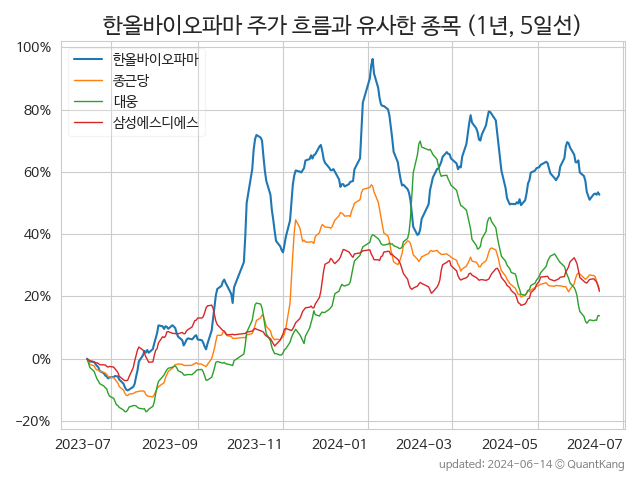 한올바이오파마 주가 흐름과 유사한 종목 (1년, 5일선)
100%
80%
60%
40%
20%
0%
−20%
한올바이오파마
종근당
대웅
삼성에스디에스
2023-07 2023-09 2023-11 2024-01 2024-03 2024-05 2024-07
updated: 2024-06-14 © QuantKang